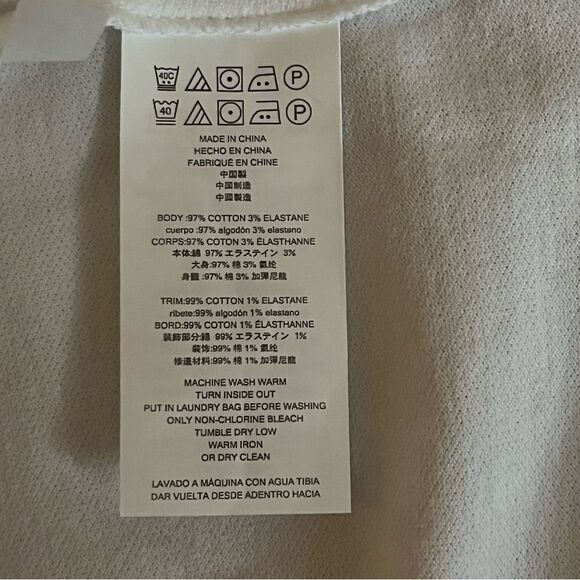 40C P
40 P
MADE IN CHINA
HECHO EN CHINA
FABRIQUÉ EN CHINE
中国製
中国制造
中國製造
BODY :97% COTTON 3% ELASTANE
cuerpo :97% algodón 3% elastano
CORPS:97% COTON 3% ÉLASTHANNE
本体:綿 97% エラステイン 3%
大身:97% 棉 3% 氨纶
身體 :97% 棉 3% 加彈尼龍
TRIM:99% COTTON 1% ELASTANE
ribete:99% algodón 1% elastano
BORD:99% COTON 1% ÉLASTHANNE
装飾部分:綿 99% エラステイン 1%
装饰:99% 棉 1% 氨纶
修邊材料:99% 棉 1% 加彈尼龍
MACHINE WASH WARM
TURN INSIDE OUT
PUT IN LAUNDRY BAG BEFORE WASHING
ONLY NON-CHLORINE BLEACH
TUMBLE DRY LOW
WARM IRON
OR DRY CLEAN
LAVADO A MÁQUINA CON AGUA TIBIA
DAR VUELTA DESDE ADENTRO HACIA